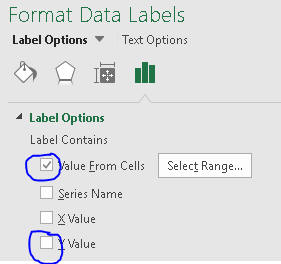 Format Data Labels
Label Options Text Options
Label Options
Label Contains
Value From Cells Select Range...
Series Name
X Value
Y Value